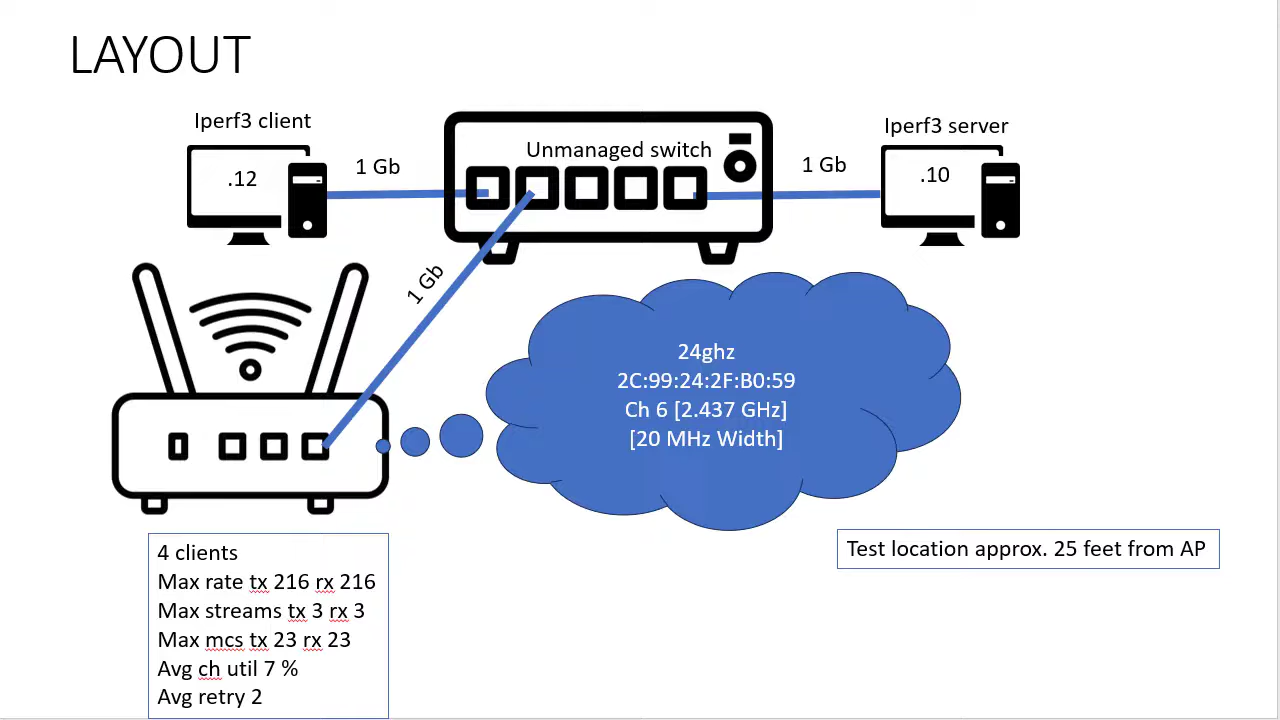 LAYOUT
Iperf3 client
Iperf3 server
Unmanaged switch
1 Gb
1 Gb
.12
.10
1 Gb
24ghz
2C:99:24:2F:B0:59
Ch 6 [2.437 GHz]
[20 MHz Width]
4 clients
Max rate tx 216 rx 216
Max streams tx 3 rx 3
Max mcs tx 23 rx 23
Avg ch util 7 %
Avg retry 2
Test location approx. 25 feet from AP